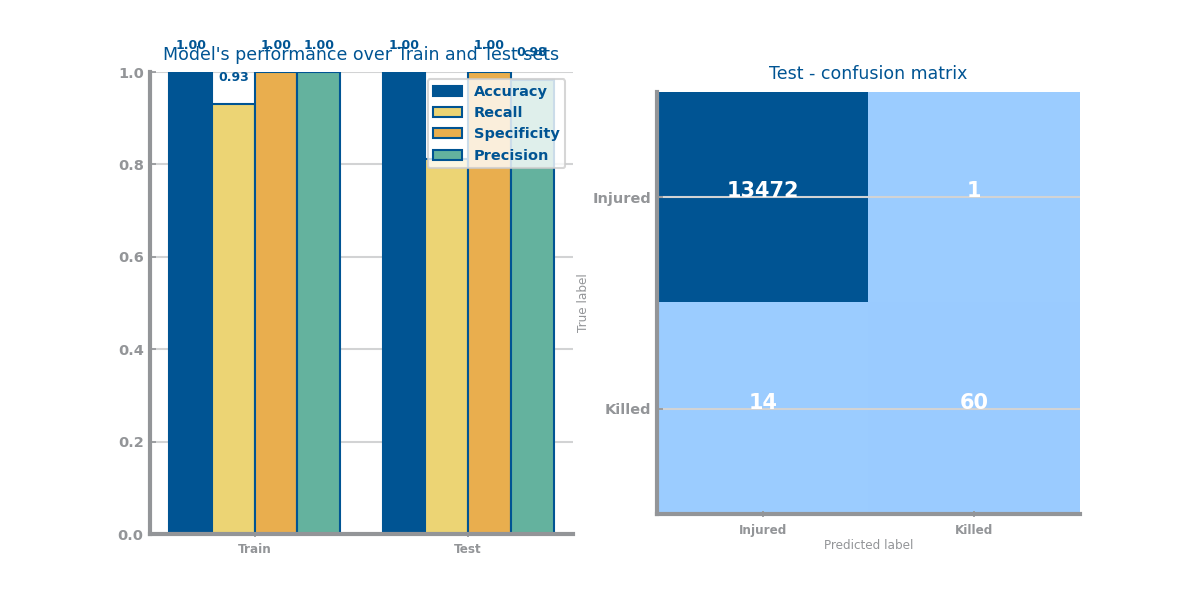 1.00
1.00
1.00
1.00
1.00
0.98
Model's performance over Train and Test sets
0.93
1.0
0.8
0.6
0.4
0.2
0.0
Accuracy
Recall
Specificity
Precision
Train
Test
Test - confusion matrix
True label
Injured
Killed
13472
1
14
60
Injured
Killed
Predicted label